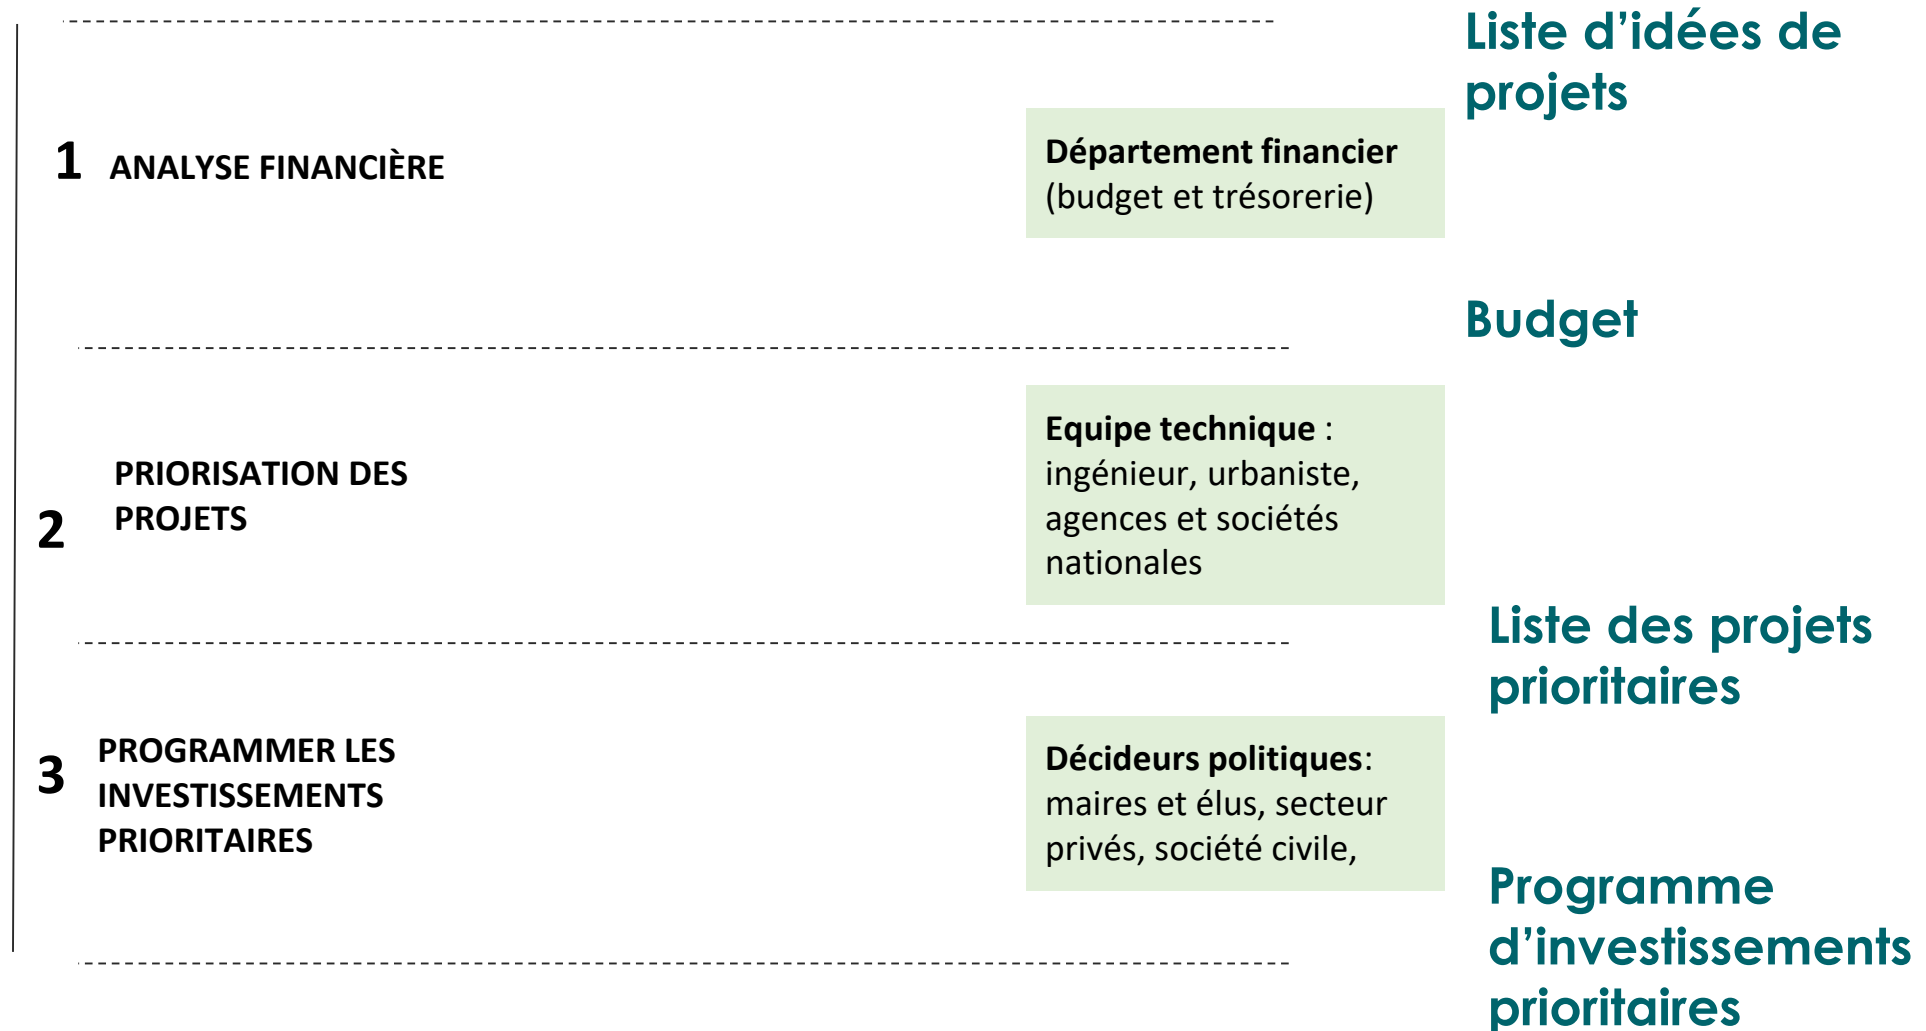 Liste d’idées de
projets
1 ANALYSE FINANCIÈRE
Département financier
(budget et trésorerie)
Budget
2
PRIORISATION DES
PROJETS
Equipe technique :
ingénieur, urbaniste,
agences et sociétés
nationales
Liste des projets
prioritaires
3
PROGRAMMER LES
INVESTISSEMENTS
PRIORITAIRES
Décideurs politiques:
maires et élus, secteur
privés, société civile,
Programme
d’investissements
prioritaires